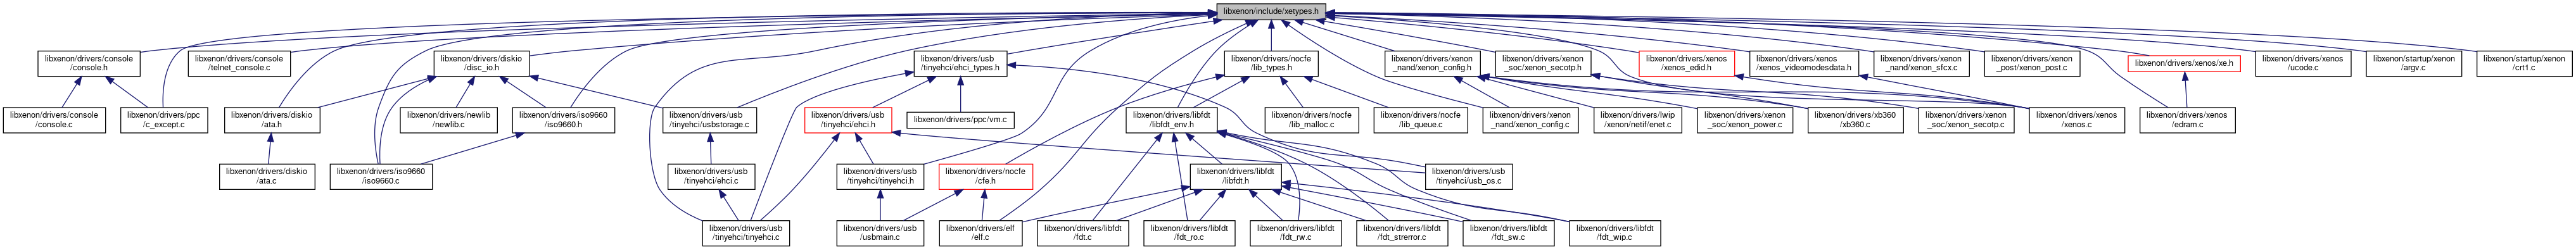 libxenon/include/xetypes.h
libxenon/drivers/console
/console.h
libxenon/drivers/console
/telnet_console.c
libxenon/drivers/diskio
/disc_io.h
libxenon/drivers/usb
/tinyehci/ehci_types.h
libxenon/drivers/nocfe
/lib_types.h
libxenon/drivers/xenon
_nand/xenon_config.h
libxenon/drivers/xenon
_soc/xenon_secotp.h
libxenon/drivers/xenos
/xenos_edid.h
libxenon/drivers/xenos
/xenos_videomodesdata.h
libxenon/drivers/xenon
_nand/xenon_sfcx.c
libxenon/drivers/xenon
_post/xenon_post.c
libxenon/drivers/xenos/xe.h
libxenon/drivers/xenos
/ucode.c
libxenon/startup/xenon
/argv.c
libxenon/startup/xenon
/crt1.c
libxenon/drivers/console
/console.c
libxenon/drivers/ppc
/c_except.c
libxenon/drivers/diskio
/ata.h
libxenon/drivers/newlib
/newlib.c
libxenon/drivers/iso9660
/iso9660.h
libxenon/drivers/usb
/tinyehci/usbstorage.c
libxenon/drivers/usb
/tinyehci/ehci.h
libxenon/drivers/ppc/vm.c
libxenon/drivers/libfdt
/libfdt_env.h
libxenon/drivers/nocfe
/lib_malloc.c
libxenon/drivers/nocfe
/lib_queue.c
libxenon/drivers/xenon
_nand/xenon_config.c
libxenon/drivers/lwip
/xenon/netif/enet.c
libxenon/drivers/xenon
_soc/xenon_power.c
libxenon/drivers/xb360
/xb360.c
libxenon/drivers/xenon
_soc/xenon_secotp.c
libxenon/drivers/xenos
/xenos.c
libxenon/drivers/xenos
/edram.c
libxenon/drivers/diskio
/ata.c
libxenon/drivers/iso9660
/iso9660.c
libxenon/drivers/usb
/tinyehci/ehci.c
libxenon/drivers/usb
/tinyehci/tinyehci.h
libxenon/drivers/nocfe
/cfe.h
libxenon/drivers/libfdt
/libfdt.h
libxenon/drivers/usb
/tinyehci/usb_os.c
libxenon/drivers/usb
/tinyehci/tinyehci.c
libxenon/drivers/usb
/usbmain.c
libxenon/drivers/elf
/elf.c
libxenon/drivers/libfdt
/fdt.c
libxenon/drivers/libfdt
/fdt_ro.c
libxenon/drivers/libfdt
/fdt_rw.c
libxenon/drivers/libfdt
/fdt_strerror.c
libxenon/drivers/libfdt
/fdt_sw.c
libxenon/drivers/libfdt
/fdt_wip.c